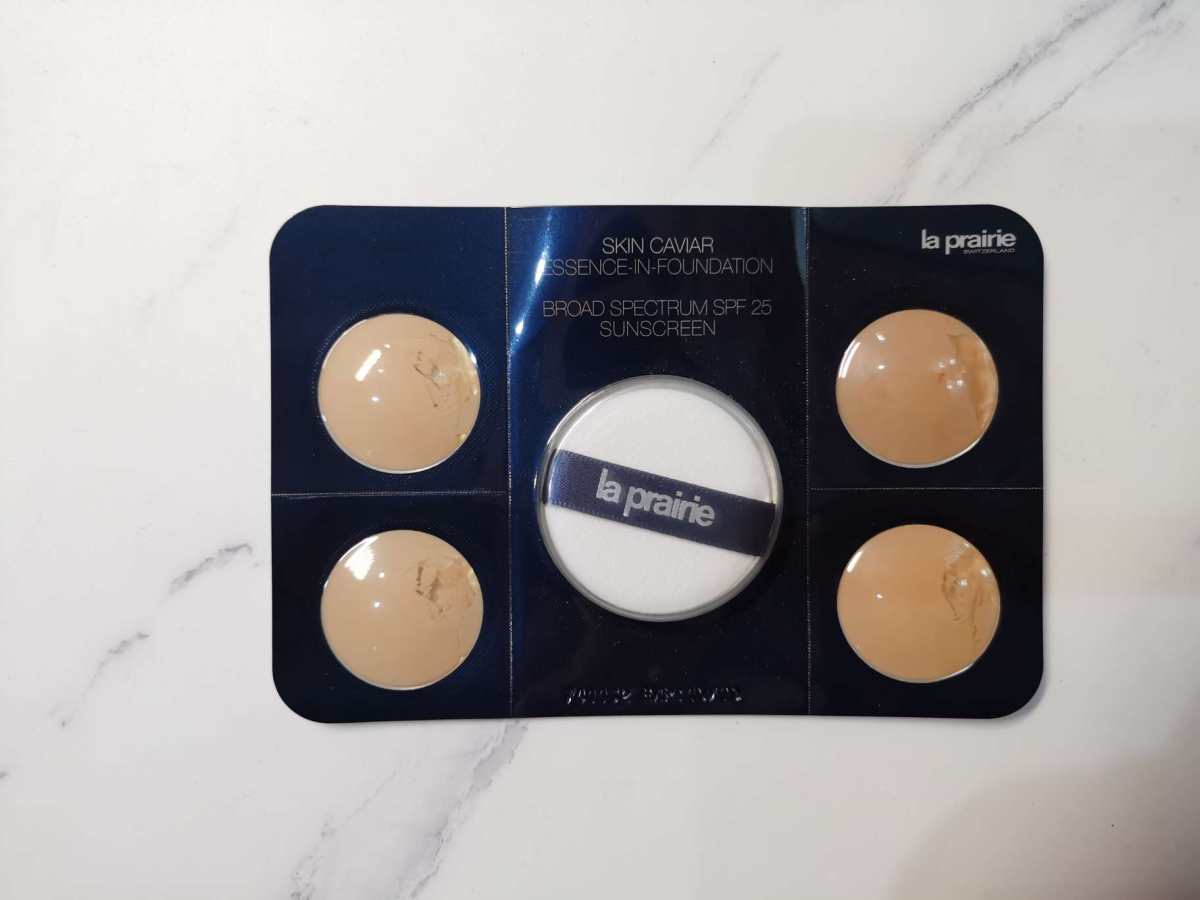 SKIN CAVIAR
ESSENCE-IN-FOUNDATION
BROAD SPECTRUM SPF 25
SUNSCREEN
la prairie
SWITZERLAND
la prairie